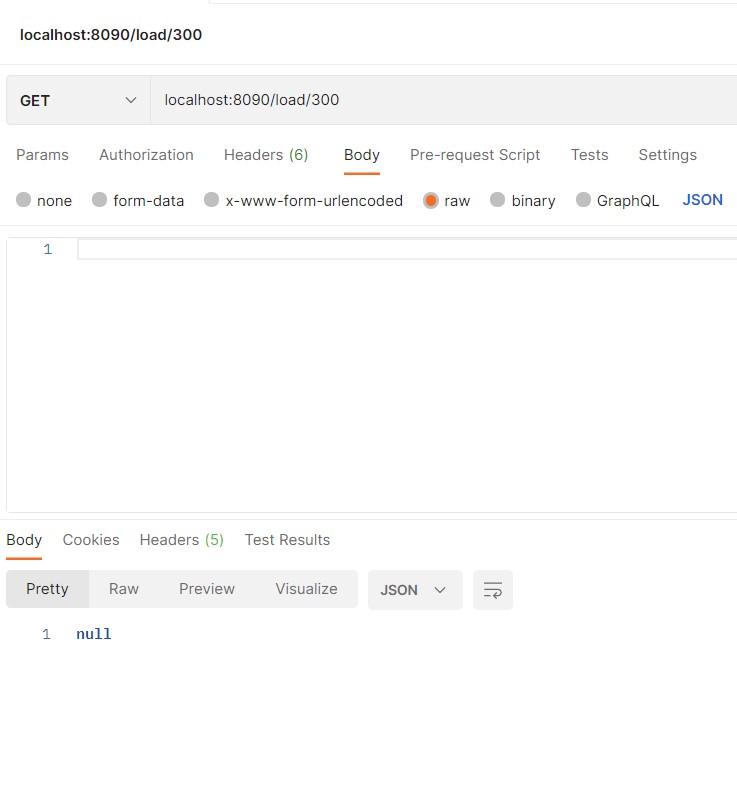 localhost:8090/load/300
GET localhost:8090/load/300
Params Authorization Headers (6) Body Pre-request Script Tests Settings
none form-data x-www-form-urlencoded raw binary GraphQL JSON
1
Body Cookies Headers (5) Test Results
Pretty Raw Preview Visualize JSON
1 null